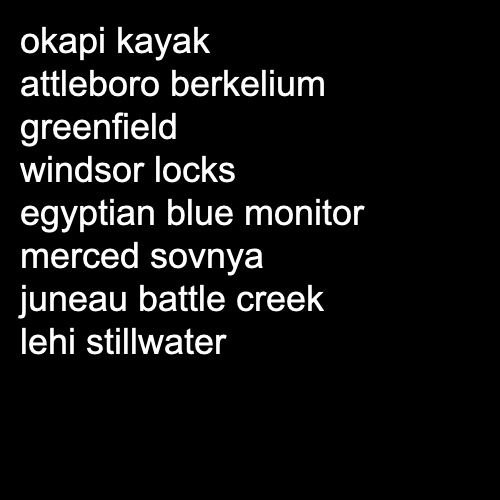 okapi kayak
attleboro berkelium
greenfield
windsor locks
egyptian blue monitor
merced sovnya
juneau battle creek
lehi stillwater